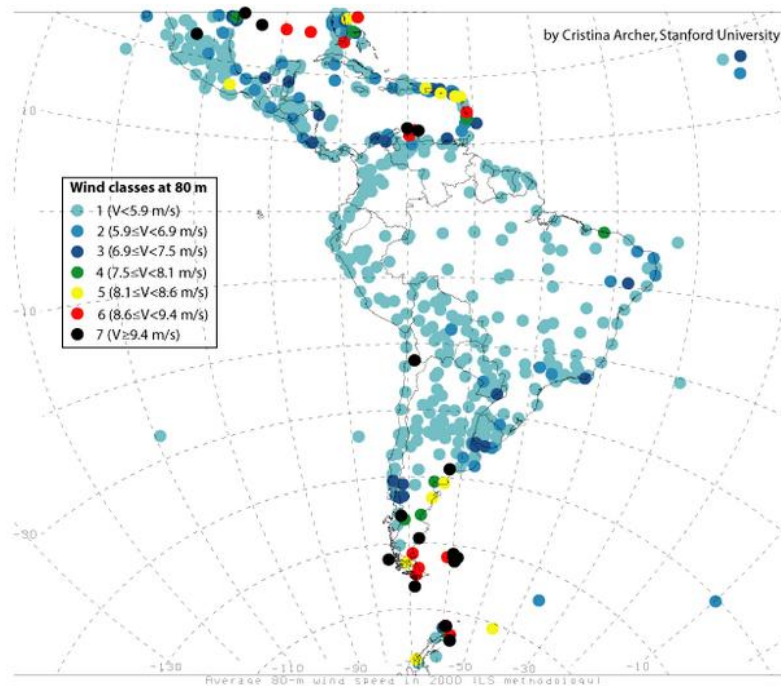 by Cristina Archer, Stanford University
10
Wind classes at 80 m
1 (V<5.9 m/s)
2 (5.9≤V<6.9 m/s)
3 (6.9≤V<7.5 m/s)
4 (7.5≤V<8.1 m/s)
5 (8.1≤V<8.6 m/s)
6 (8.6≤V<9.4 m/s)
7 (V≥9.4 m/s)
-10
-30
-130 -110 -90 -70 -50 -30 -10
Average 80-m wind speed in 2000 (LS methodology)